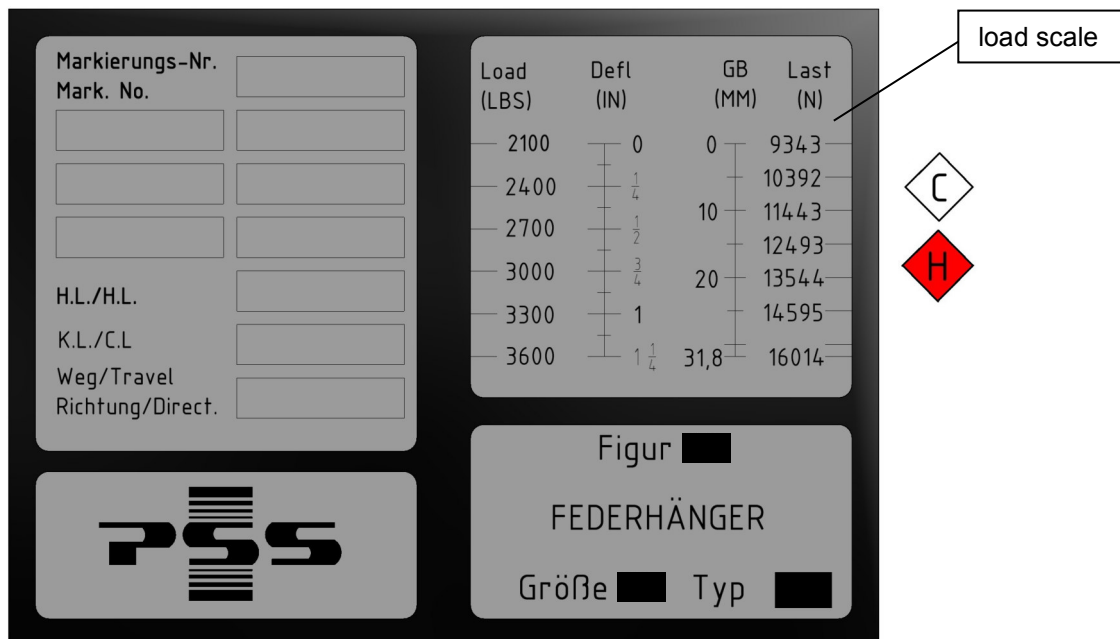 Markierungs-Nr.
Mark. No.
H.L./H.L.
K.L./C.L
Weg/Travel
Richtung/Direct.
PSS
Load Defl GB Last
(LBS) (IN) (MM) (N)
2100 0 0 9343
10392
2400 1/4
10 11443
2700 1/2
12493
3000 3/4 20 13544
3300 1 14595
3600 1 1/4 31,8 16014
Figur
FEDERHÄNGER
Größe Typ
load scale
C
H